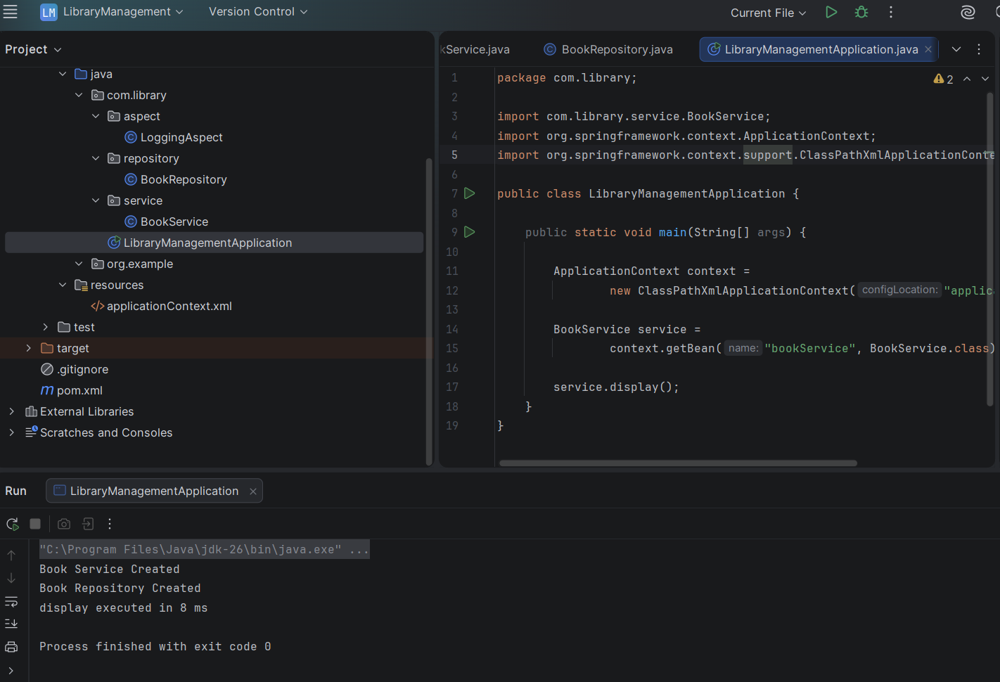 LM LibraryManagement Version Control Current File
Project
java
com.library
aspect
LoggingAspect
repository
BookRepository
service
BookService
LibraryManagementApplication
org.example
resources
applicationContext.xml
test
target
.gitignore
pom.xml
External Libraries
Scratches and Consoles
kService.java BookRepository.java LibraryManagementApplication.java
2
1 package com.library;
2
3 import com.library.service.BookService;
4 import org.springframework.context.ApplicationContext;
5 import org.springframework.context.support.ClassPathXmlApplicationConte
6
7 public class LibraryManagementApplication {
8
9 public static void main(String[] args) {
10
11 ApplicationContext context =
12 new ClassPathXmlApplicationContext( configLocation: "applic
13
14 BookService service =
15 context.getBean( name: "bookService", BookService.class)
16
17 service.display();
18 }
19 }
Run LibraryManagementApplication
"C:\Program Files\Java\jdk-26\bin\java.exe" ...
Book Service Created
Book Repository Created
display executed in 8 ms
Process finished with exit code 0